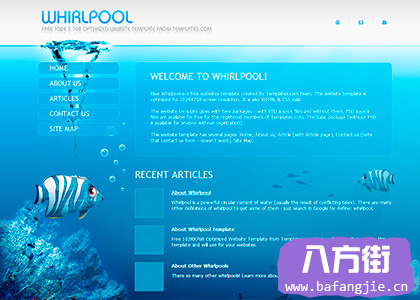 WHIRLPOOL
FREE 1024 X 768 OPTIMIZED WEBSITE TEMPLATE FROM TEMPLATES.COM
HOME
ABOUT US
ARTICLES
CONTACT US
SITE MAP
WELCOME TO WHIRLPOOL!
Blue Whirlpool is a free websites template created by Templates.com team. This website template is
optimized for 1024X768 screen resolution. It is also XHTML & CSS valid.
The website template goes with two packages - with PSD source files and without them. PSD source
files are available for free for the registered members of Templates.com. The basic package (without PSD
is available for anyone without registration).
This website template has several pages: Home, About us, Article (with Article page), Contact us (note
that contact us form - doesn't work), Site Map.
RECENT ARTICLES
About Whirlpool
Whirlpool is a powerful circular current of water (usually the result of conflicting tides). There are many
other definitions of whirlpool to get some of them - just search in Google for define: whirlpool.
About Whirlpool Template
Free 1024X768 Optimized Website Template from Templates
website and will use for your websites.
About Other Whirlpools
There so many other whirlpools! Learn more about
八方街
www.bafangjie.cn